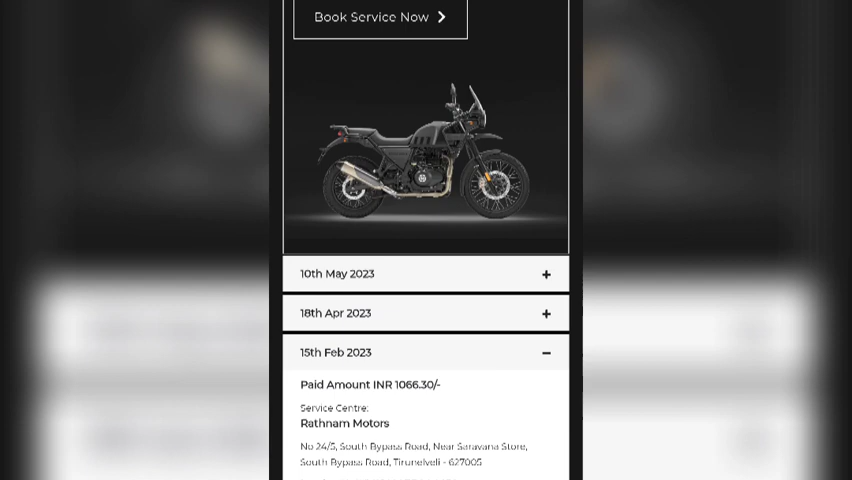 Book Service Now
10th May 2023
18th Apr 2023
15th Feb 2023
Paid Amount INR 1066.30/-
Service Centre:
Rathnam Motors
No 24/5, South Bypass Road, Near Saravana Store,
South Bypass Road, Tirunelveli - 627005